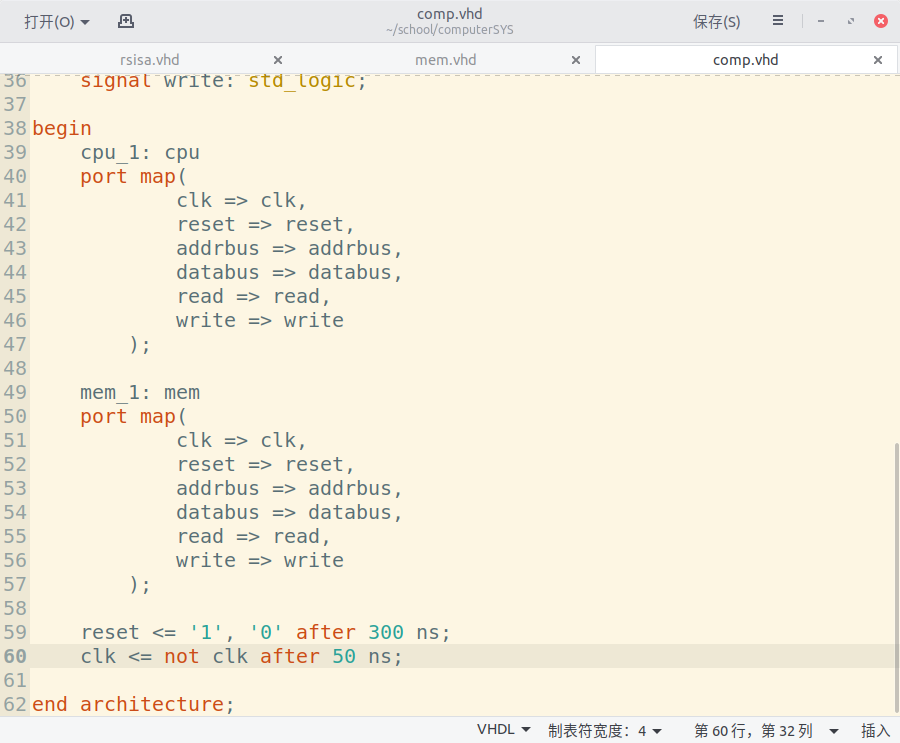 打开(O)
comp.vhd
~/school/computerSYS
保存(S)
rsisa.vhd
mem.vhd
comp.vhd
36    signal write: std_logic;
37
38 begin
39    cpu_1: cpu
40    port map(
41            clk => clk,
42            reset => reset,
43            addrbus => addrbus,
44            databus => databus,
45            read => read,
46            write => write
47        );
48
49    mem_1: mem
50    port map(
51            clk => clk,
52            reset => reset,
53            addrbus => addrbus,
54            databus => databus,
55            read => read,
56            write => write
57        );
58
59    reset <= '1', '0' after 300 ns;
60    clk <= not clk after 50 ns;
61
62 end architecture;
VHDL 制表符宽度：4 第 60 行，第 32 列 插入